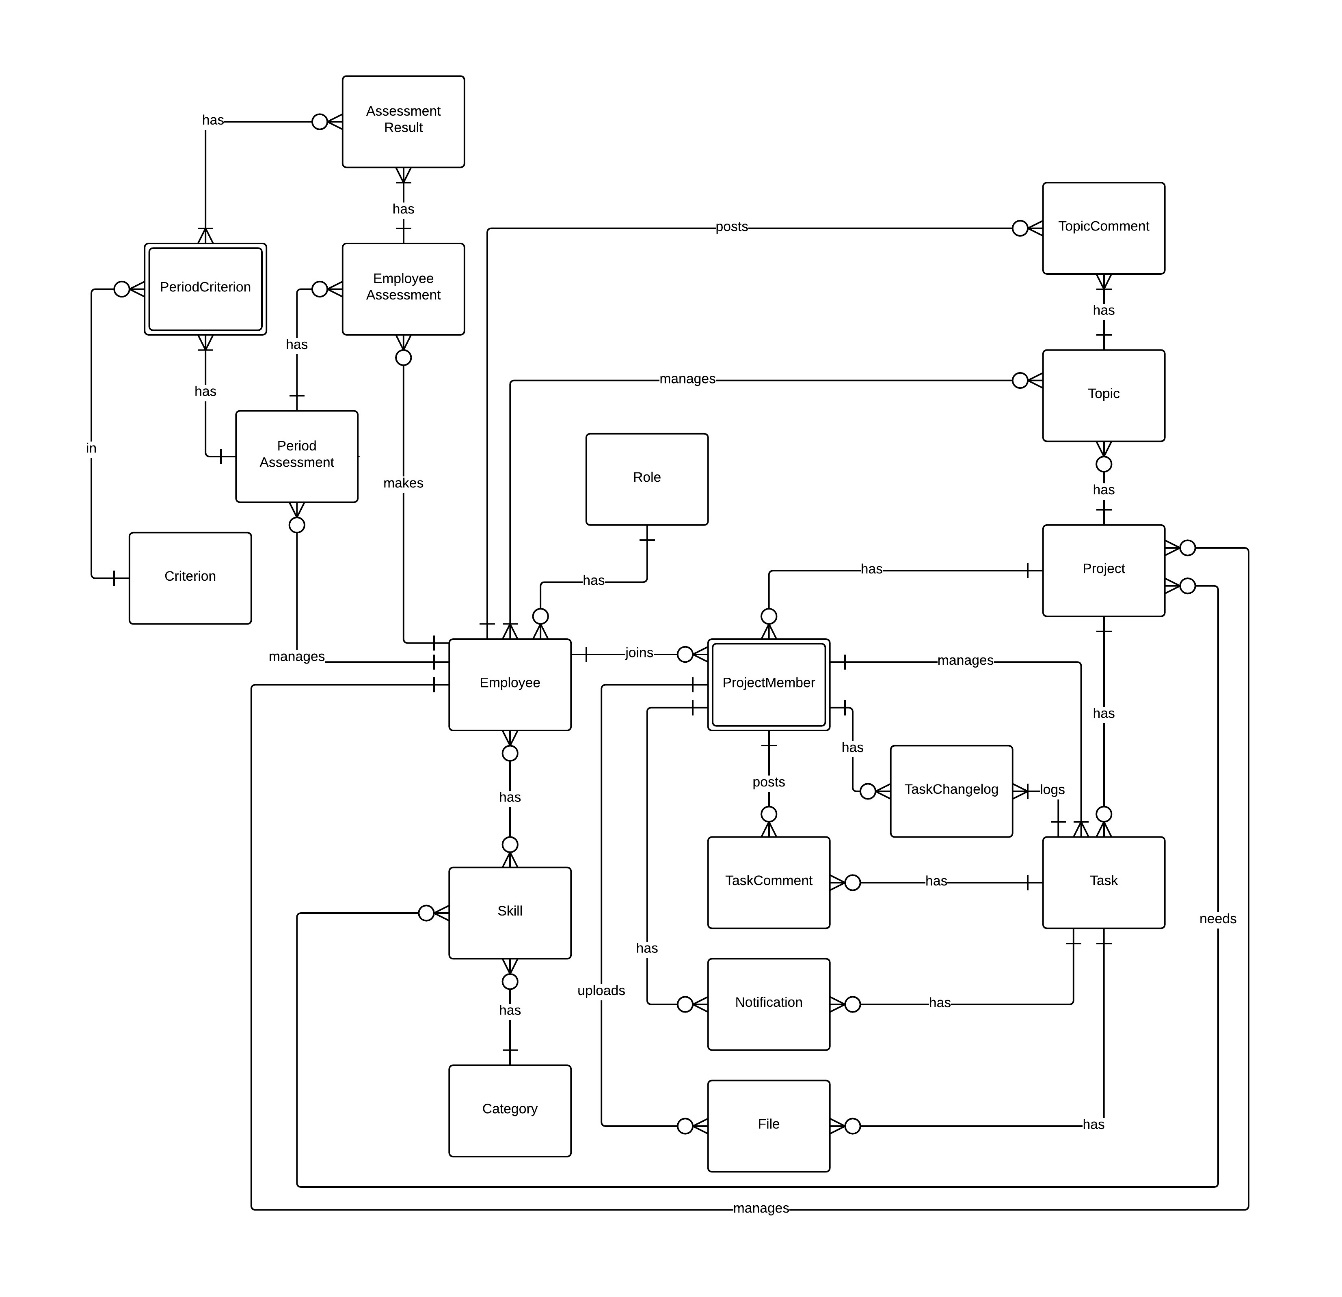 Assessment
Result
has
has
TopicComment
posts
PeriodCriterion
Employee
Assessment
has
has
manages
has
Topic
in
Period
Assessment
makes
Role
has
Criterion
has
has
Project
manages
joins
manages
Employee
ProjectMember
has
has
posts
TaskChangelog
logs
has
TaskComment
has
Task
Skill
needs
has
has
Notification
has
uploads
Category
File
has
manages